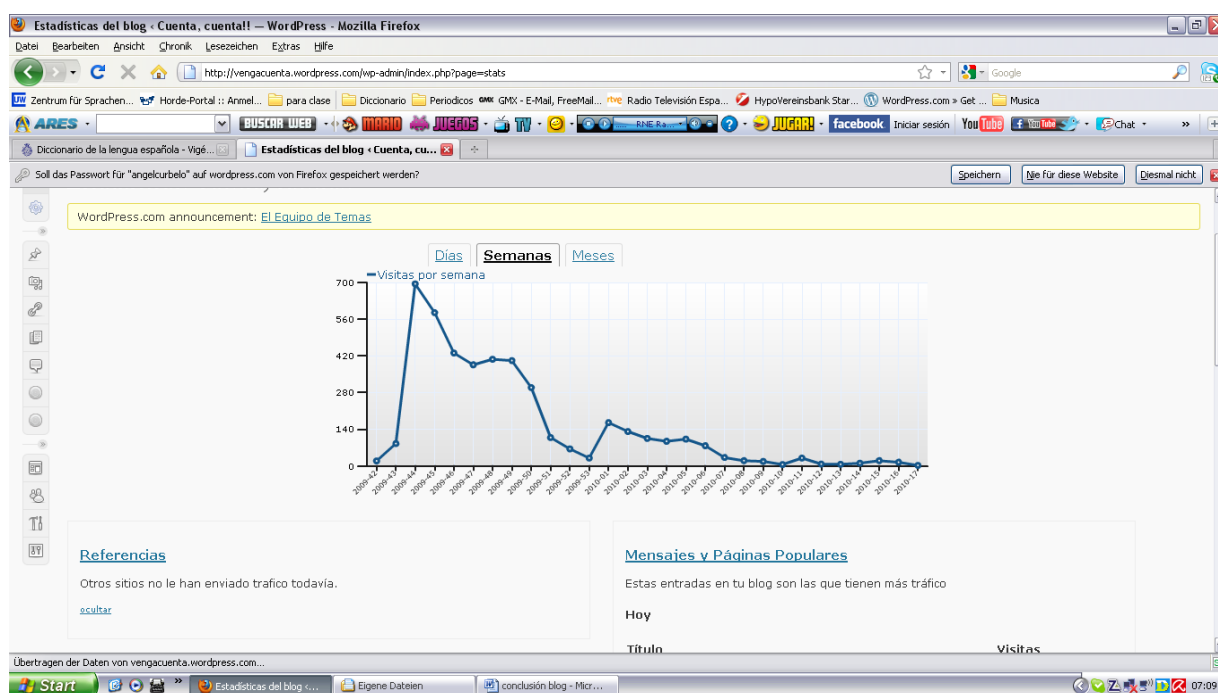 Estadísticas del blog ‹ Cuenta, cuenta!! — WordPress - Mozilla Firefox
Datei Bearbeiten Ansicht Chronik Lesezeichen Extras Hilfe
http://vengacuenta.wordpress.com/wp-admin/index.php?page=stats Google
Zentrum für Sprachen... Horde-Portal :: Anmel... para clase Diccionario Periodicos GMX GMX - E-Mail, FreeMail... rtve Radio Televisión Espa... HypoVereinsbank Star... WordPress.com » Get ... Musica
ARES BUSCAR WEB MARIO JUEGOS TV RNE Ra... JUGAR! facebook Iniciar sesión YouTube f YouTube Chat »
Diccionario de la lengua española - Vigé... Estadísticas del blog ‹ Cuenta, cu...
Soll das Passwort für "angelcurbelo" auf wordpress.com von Firefox gespeichert werden? Speichern Nie für diese Website Diesmal nicht
WordPress.com announcement: El Equipo de Temas
Días Semanas Meses
Visitas por semana
700
560
420
280
140
0
2009-42 2009-43 2009-44 2009-45 2009-46 2009-47 2009-48 2009-49 2009-50 2009-51 2009-52 2009-53 2010-01 2010-02 2010-03 2010-04 2010-05 2010-06 2010-07 2010-08 2010-09 2010-10 2010-11 2010-12 2010-13 2010-14 2010-15 2010-16 2010-17
Referencias
Otros sitios no le han enviado trafico todavía.
ocultar
Mensajes y Páginas Populares
Estas entradas en tu blog son las que tienen más tráfico
Hoy
Título Visitas
Übertragen der Daten von vengacuenta.wordpress.com...
Start » Estadísticas del blog ‹... Eigene Dateien conclusión blog - Micr... 07:09